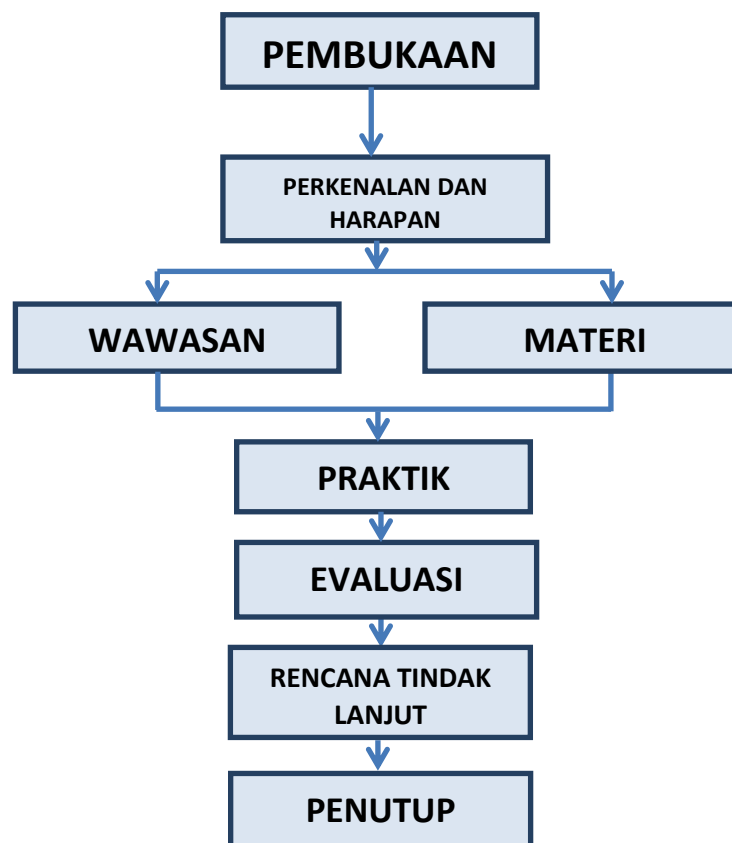 PEMBUKAAN
PERKENALAN DAN
HARAPAN
WAWASAN
MATERI
PRAKTIK
EVALUASI
RENCANA TINDAK
LANJUT
PENUTUP